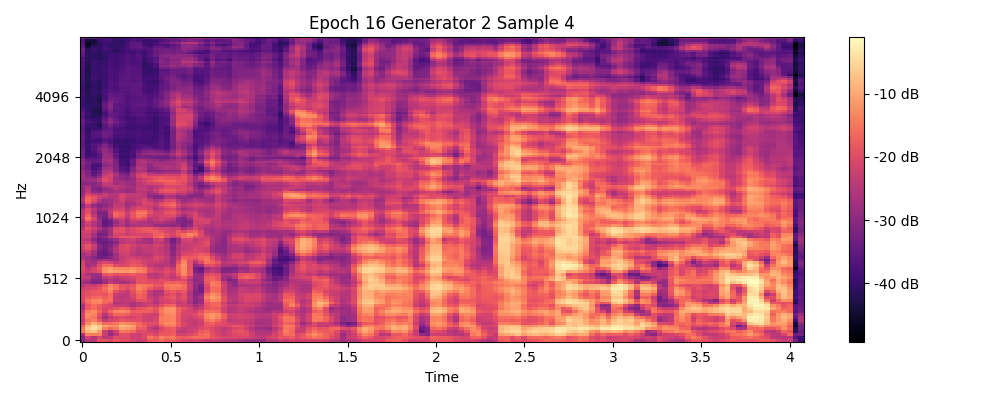 Epoch 16 Generator 2 Sample 4
Hz
4096
2048
1024
512
0
0 0.5 1 1.5 2 2.5 3 3.5 4
Time
-10 dB
-20 dB
-30 dB
-40 dB